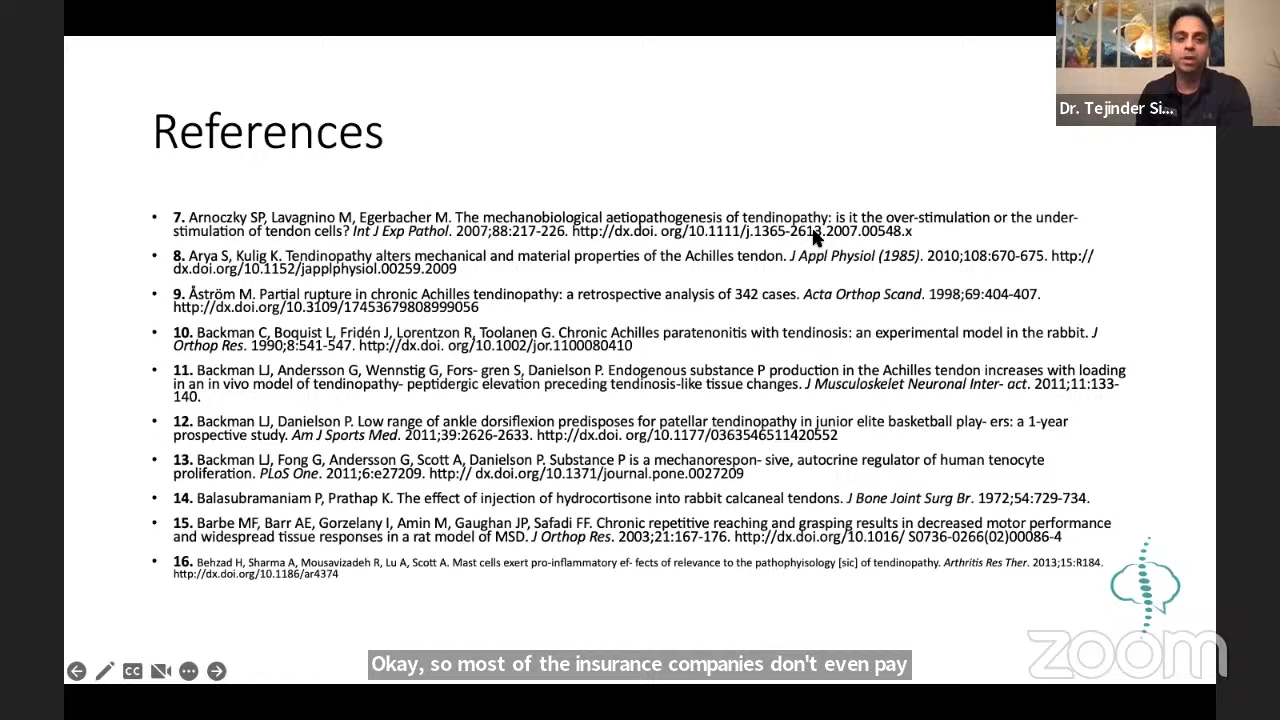 Dr. Tejinder Si...
References
• 7. Arnoczky SP, Lavagnino M, Egerbacher M. The mechanobiological aetiopathogenesis of tendinopathy: is it the over-stimulation or the under-
stimulation of tendon cells? Int J Exp Pathol. 2007;88:217-226. http://dx.doi. org/10.1111/j.1365-2613.2007.00548.x
• 8. Arya S, Kulig K. Tendinopathy alters mechanical and material properties of the Achilles tendon. J Appl Physiol (1985). 2010;108:670-675. http://
dx.doi.org/10.1152/japplphysiol.00259.2009
• 9. Åström M. Partial rupture in chronic Achilles tendinopathy: a retrospective analysis of 342 cases. Acta Orthop Scand. 1998;69:404-407.
http://dx.doi.org/10.3109/17453679808999056
• 10. Backman C, Boquist L, Fridén J, Lorentzon R, Toolanen G. Chronic Achilles paratenonitis with tendinosis: an experimental model in the rabbit. J
Orthop Res. 1990;8:541-547. http://dx.doi. org/10.1002/jor.1100080410
• 11. Backman LJ, Andersson G, Wennstig G, Fors- gren S, Danielson P. Endogenous substance P production in the Achilles tendon increases with loading
in an in vivo model of tendinopathy- peptidergic elevation preceding tendinosis-like tissue changes. J Musculoskelet Neuronal Inter- act. 2011;11:133-
140.
• 12. Backman LJ, Danielson P. Low range of ankle dorsiflexion predisposes for patellar tendinopathy in junior elite basketball play- ers: a 1-year
prospective study. Am J Sports Med. 2011;39:2626-2633. http://dx.doi. org/10.1177/0363546511420552
• 13. Backman LJ, Fong G, Andersson G, Scott A, Danielson P. Substance P is a mechanorespon- sive, autocrine regulator of human tenocyte
proliferation. PLoS One. 2011;6:e27209. http:// dx.doi.org/10.1371/journal.pone.0027209
• 14. Balasubramaniam P, Prathap K. The effect of injection of hydrocortisone into rabbit calcaneal tendons. J Bone Joint Surg Br. 1972;54:729-734.
• 15. Barbe MF, Barr AE, Gorzelany I, Amin M, Gaughan JP, Safadi FF. Chronic repetitive reaching and grasping results in decreased motor performance
and widespread tissue responses in a rat model of MSD. J Orthop Res. 2003;21:167-176. http://dx.doi.org/10.1016/ S0736-0266(02)00086-4
• 16. Behzad H, Sharma A, Mousavizadeh R, Lu A, Scott A. Mast cells exert pro-inflammatory ef- fects of relevance to the pathophyisology [sic] of tendinopathy. Arthritis Res Ther. 2013;15:R184.
http://dx.doi.org/10.1186/ar4374
zoom
CC
Okay, so most of the insurance companies don't even pay